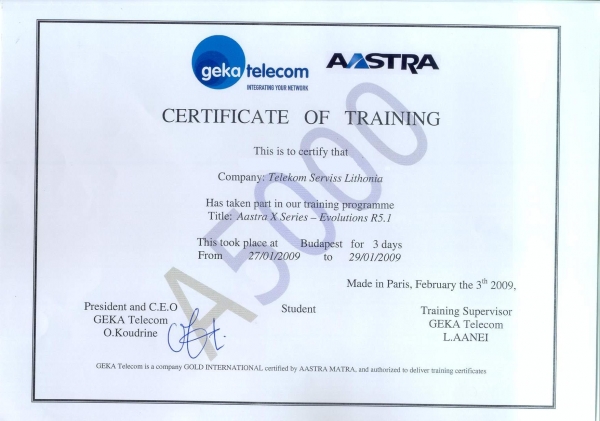 geka telecom
INTEGRATING YOUR NETWORK
AASTRA
CERTIFICATE OF TRAINING
This is to certify that
Company: Telekom Serviss Lithonia
Has taken part in our training programme
Title: Aastra X Series – Evolutions R5.1
This took place at Budapest for 3 days
From 27/01/2009 to 29/01/2009
A5000
Made in Paris, February the 3th 2009,
President and C.E.O
GEKA Telecom
O.Koudrine
Student
Training Supervisor
GEKA Telecom
L.AANEI
GEKA Telecom is a company GOLD INTERNATIONAL certified by AASTRA MATRA, and authorized to deliver training certificates